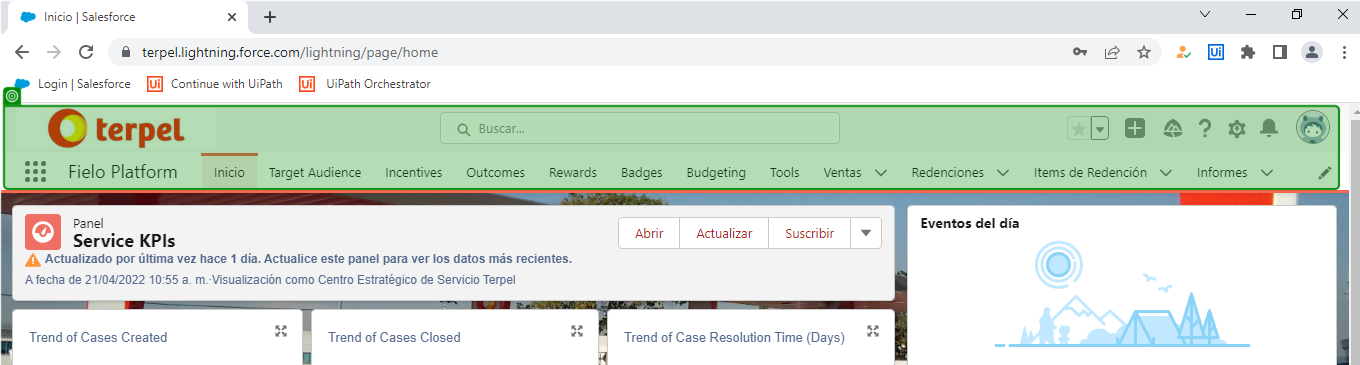 Inicio | Salesforce
terpel.lightning.force.com/lightning/page/home
Ui
Login | Salesforce Ui Continue with UiPath Ui UiPath Orchestrator
terpel Buscar...
Fielo Platform Inicio Target Audience Incentives Outcomes Rewards Badges Budgeting Tools Ventas Redenciones Items de Redención Informes
Panel
Service KPIs
Abrir Actualizar Suscribir
Actualizado por última vez hace 1 día. Actualice este panel para ver los datos más recientes.
A fecha de 21/04/2022 10:55 a. m.·Visualización como Centro Estratégico de Servicio Terpel
Eventos del día
Trend of Cases Created Trend of Cases Closed Trend of Case Resolution Time (Days)